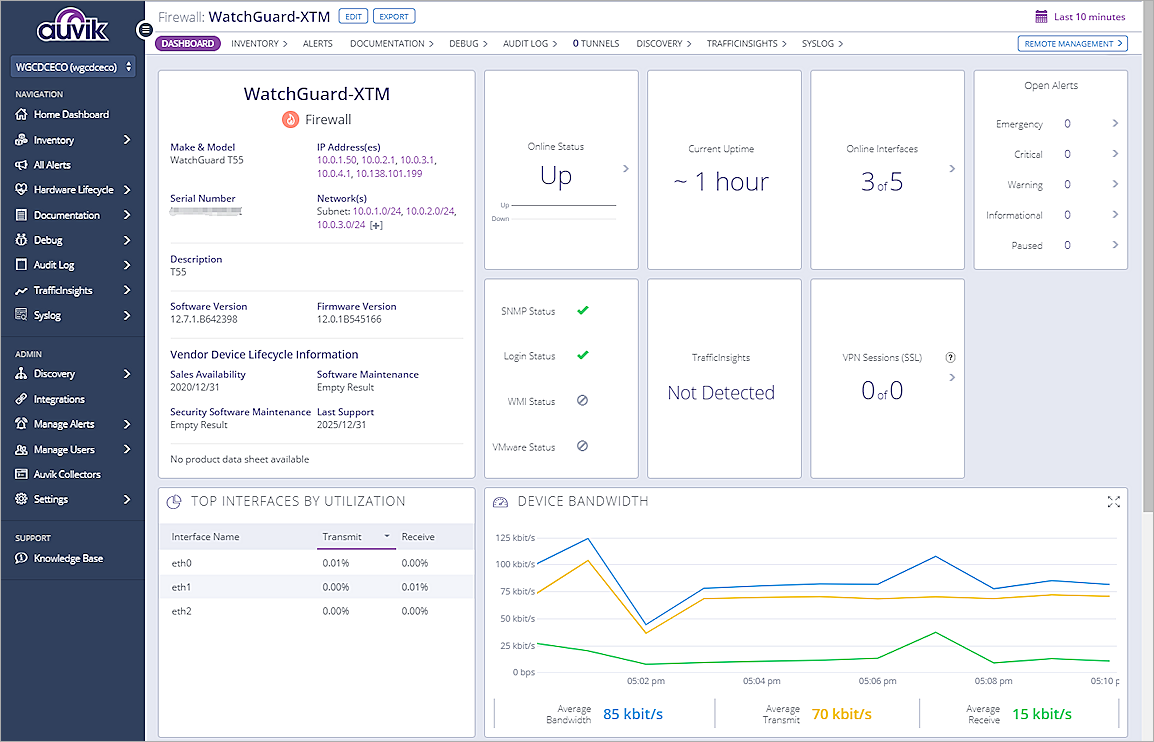 auvik
Firewall: WatchGuard-XTM EDIT EXPORT
Last 10 minutes
DASHBOARD INVENTORY ALERTS DOCUMENTATION DEBUG AUDIT LOG 0 TUNNELS DISCOVERY TRAFFICINSIGHTS SYSLOG REMOTE MANAGEMENT
WGCDCECO (wgcdceco)
NAVIGATION
Home Dashboard
Inventory
All Alerts
Hardware Lifecycle
Documentation
Debug
Audit Log
TrafficInsights
Syslog
ADMIN
Discovery
Integrations
Manage Alerts
Manage Users
Auvik Collectors
Settings
SUPPORT
Knowledge Base
WatchGuard-XTM
Firewall
Make & Model
WatchGuard T55
IP Address(es)
10.0.1.50, 10.0.2.1, 10.0.3.1,
10.0.4.1, 10.138.101.199
Serial Number
Network(s)
Subnet: 10.0.1.0/24, 10.0.2.0/24,
10.0.3.0/24 [+]
Description
T55
Software Version
12.7.1.B642398
Firmware Version
12.0.1B545166
Vendor Device Lifecycle Information
Sales Availability
2020/12/31
Software Maintenance
Empty Result
Security Software Maintenance
Empty Result
Last Support
2025/12/31
No product data sheet available
Online Status
Up
Up
Down
Current Uptime
~ 1 hour
Online Interfaces
3 of 5
Open Alerts
Emergency 0
Critical 0
Warning 0
Informational 0
Paused 0
SNMP Status
Login Status
WMI Status
VMware Status
TrafficInsights
Not Detected
VPN Sessions (SSL) ?
0 of 0
TOP INTERFACES BY UTILIZATION
Interface Name Transmit Receive
eth0 0.01% 0.00%
eth1 0.00% 0.01%
eth2 0.00% 0.00%
DEVICE BANDWIDTH
125 kbit/s
100 kbit/s
75 kbit/s
50 kbit/s
25 kbit/s
0 bps
05:02 pm 05:04 pm 05:06 pm 05:08 pm 05:10 p
Average Bandwidth 85 kbit/s
Average Transmit 70 kbit/s
Average Receive 15 kbit/s